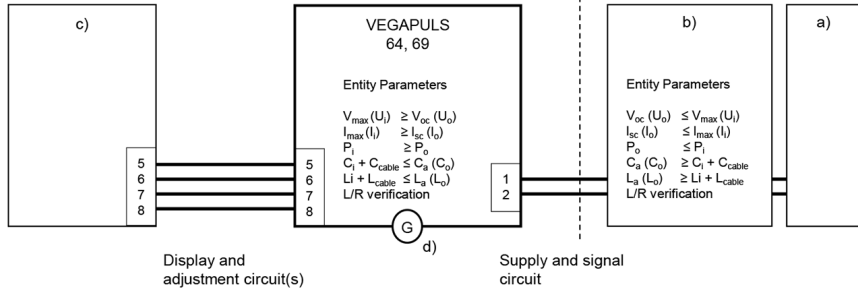 c)
VEGAPULS
64, 69
b)
a)
Entity Parameters
Vmax (Ui) ≥ Voc (Uo)
Imax (Ii) ≥ Isc (Io)
Pi ≥ Po
Ci + Ccable ≤ Ca (Co)
Li + Lcable ≤ La (Lo)
L/R verification
Entity Parameters
Voc (Uo) ≤ Vmax (Ui)
Isc (Io) ≤ Imax (Ii)
Po ≤ Pi
Ca (Co) ≥ Ci + Ccable
La (Lo) ≥ Li + Lcable
L/R verification
5
6
7
8
5
6
7
8
1
2
G
d)
Display and
adjustment circuit(s)
Supply and signal
circuit